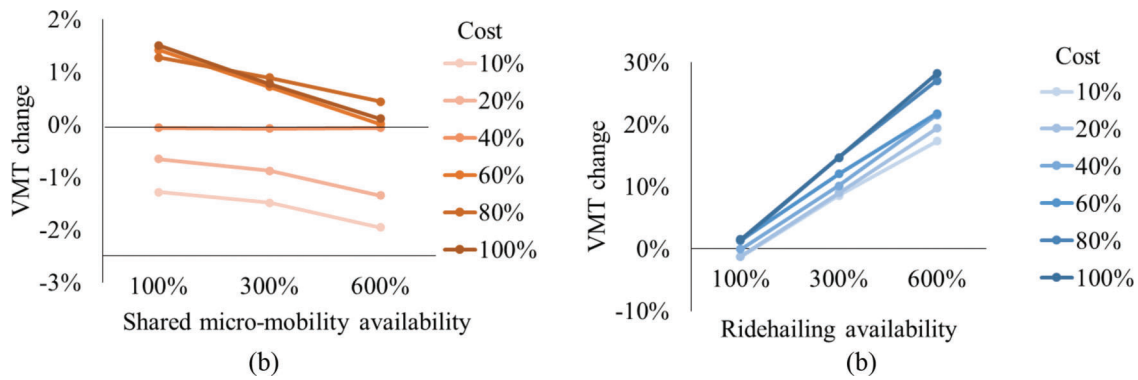 2%
1%
0%
-1%
-2%
-3%
VMT change
100% 300% 600%
Shared micro-mobility availability
Cost
10%
20%
40%
60%
80%
100%
(b)
30%
20%
10%
0%
-10%
VMT change
100% 300% 600%
Ridehailing availability
Cost
10%
20%
40%
60%
80%
100%
(b)